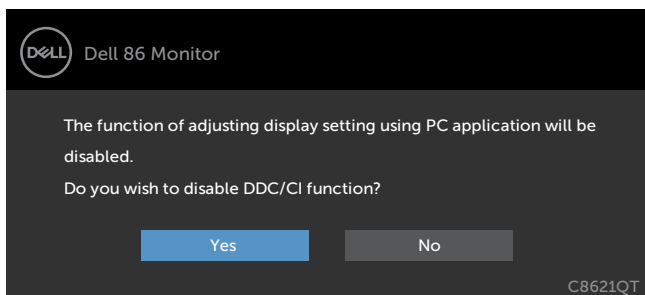 DELL
Dell 86 Monitor
The function of adjusting display setting using PC application will be
disabled.
Do you wish to disable DDC/CI function?
Yes
No
C8621QT